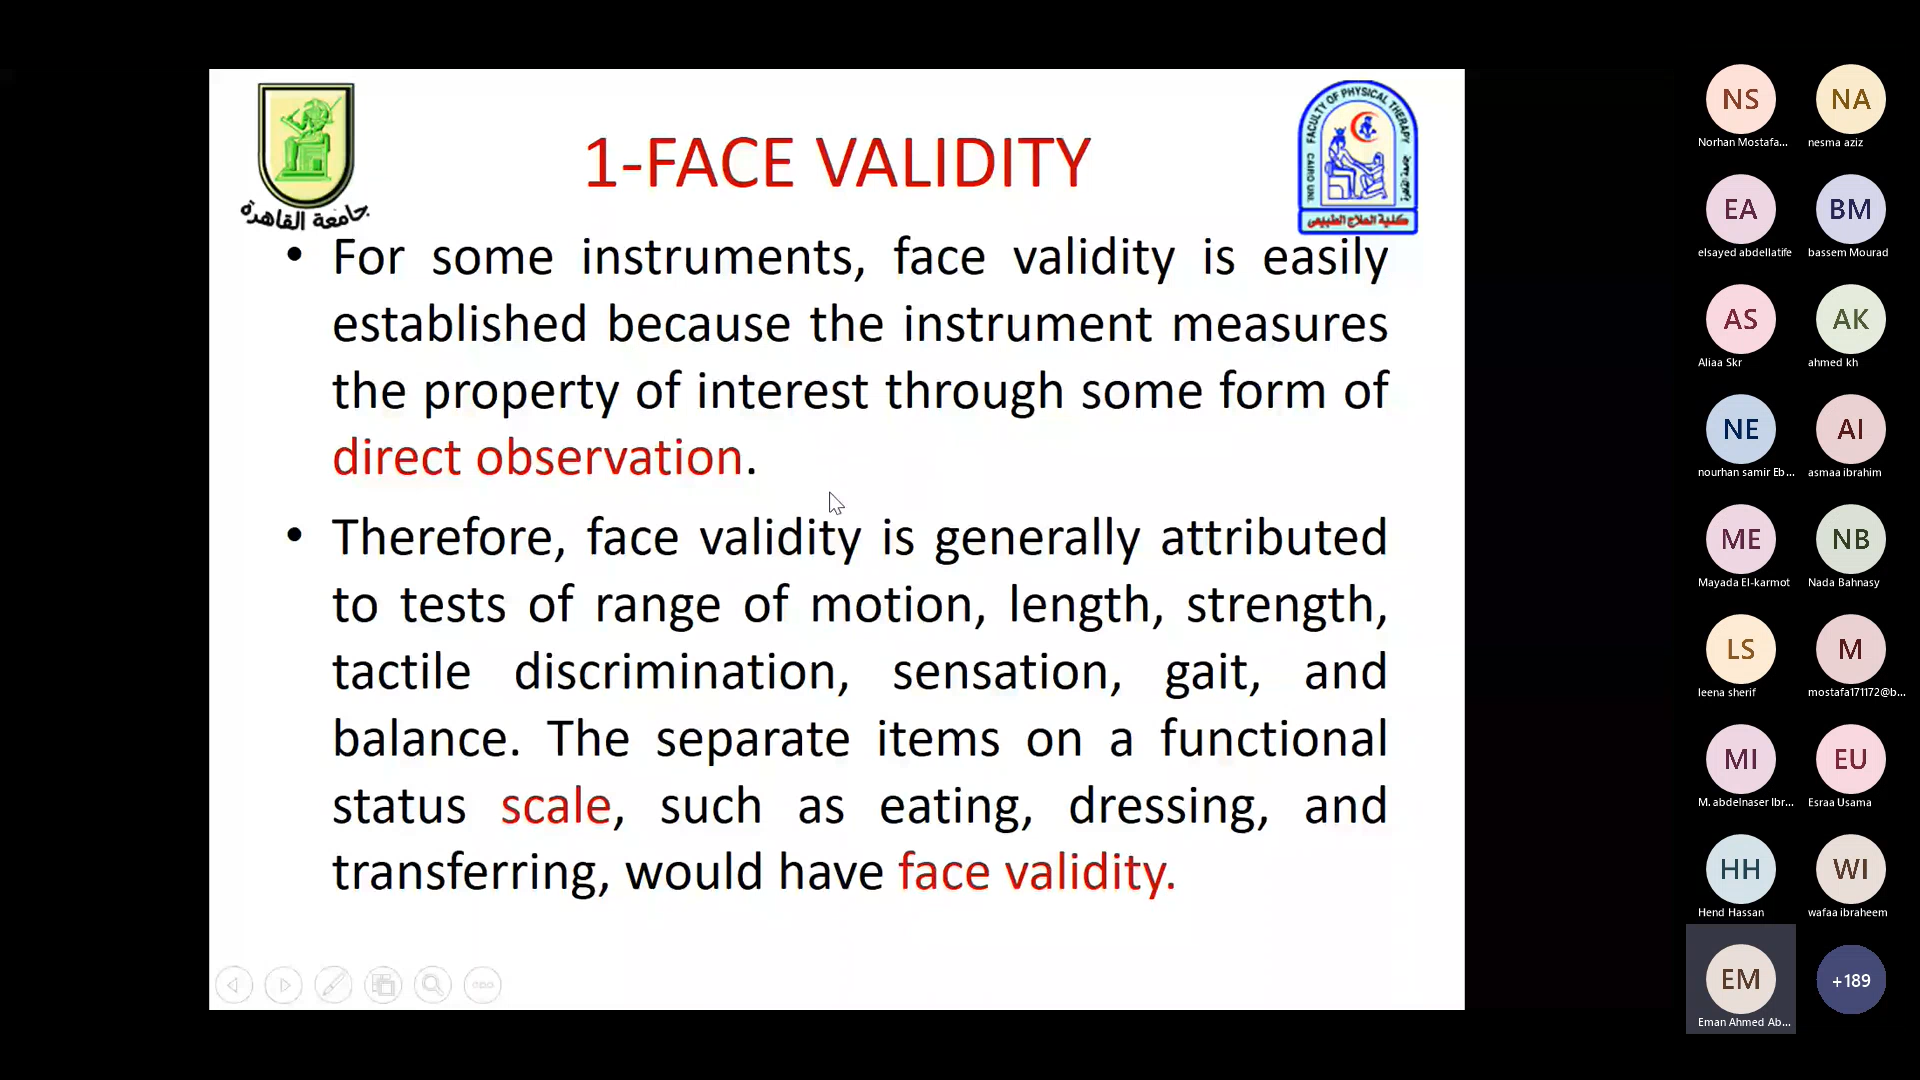 جامعة القاهرة
1-FACE VALIDITY
FACULTY OF PHYSICAL THERAPY
CAIRO UNI.
كلية العلاج الطبيعى
• For some instruments, face validity is easily
established because the instrument measures
the property of interest through some form of
direct observation.
• Therefore, face validity is generally attributed
to tests of range of motion, length, strength,
tactile discrimination, sensation, gait, and
balance. The separate items on a functional
status scale, such as eating, dressing, and
transferring, would have face validity.
NS
Norhan Mostafa...
NA
nesma aziz
EA
elsayed abdellatife
BM
bassem Mourad
AS
Aliaa Skr
AK
ahmed kh
NE
nourhan samir Eb...
AI
asmaa ibrahim
ME
Mayada El-karmot
NB
Nada Bahnasy
LS
leena sherif
M
mostafa171172@b...
MI
M. abdelnaser Ibr...
EU
Esraa Usama
HH
Hend Hassan
WI
wafaa ibraheem
EM
Eman Ahmed Ab...
+189